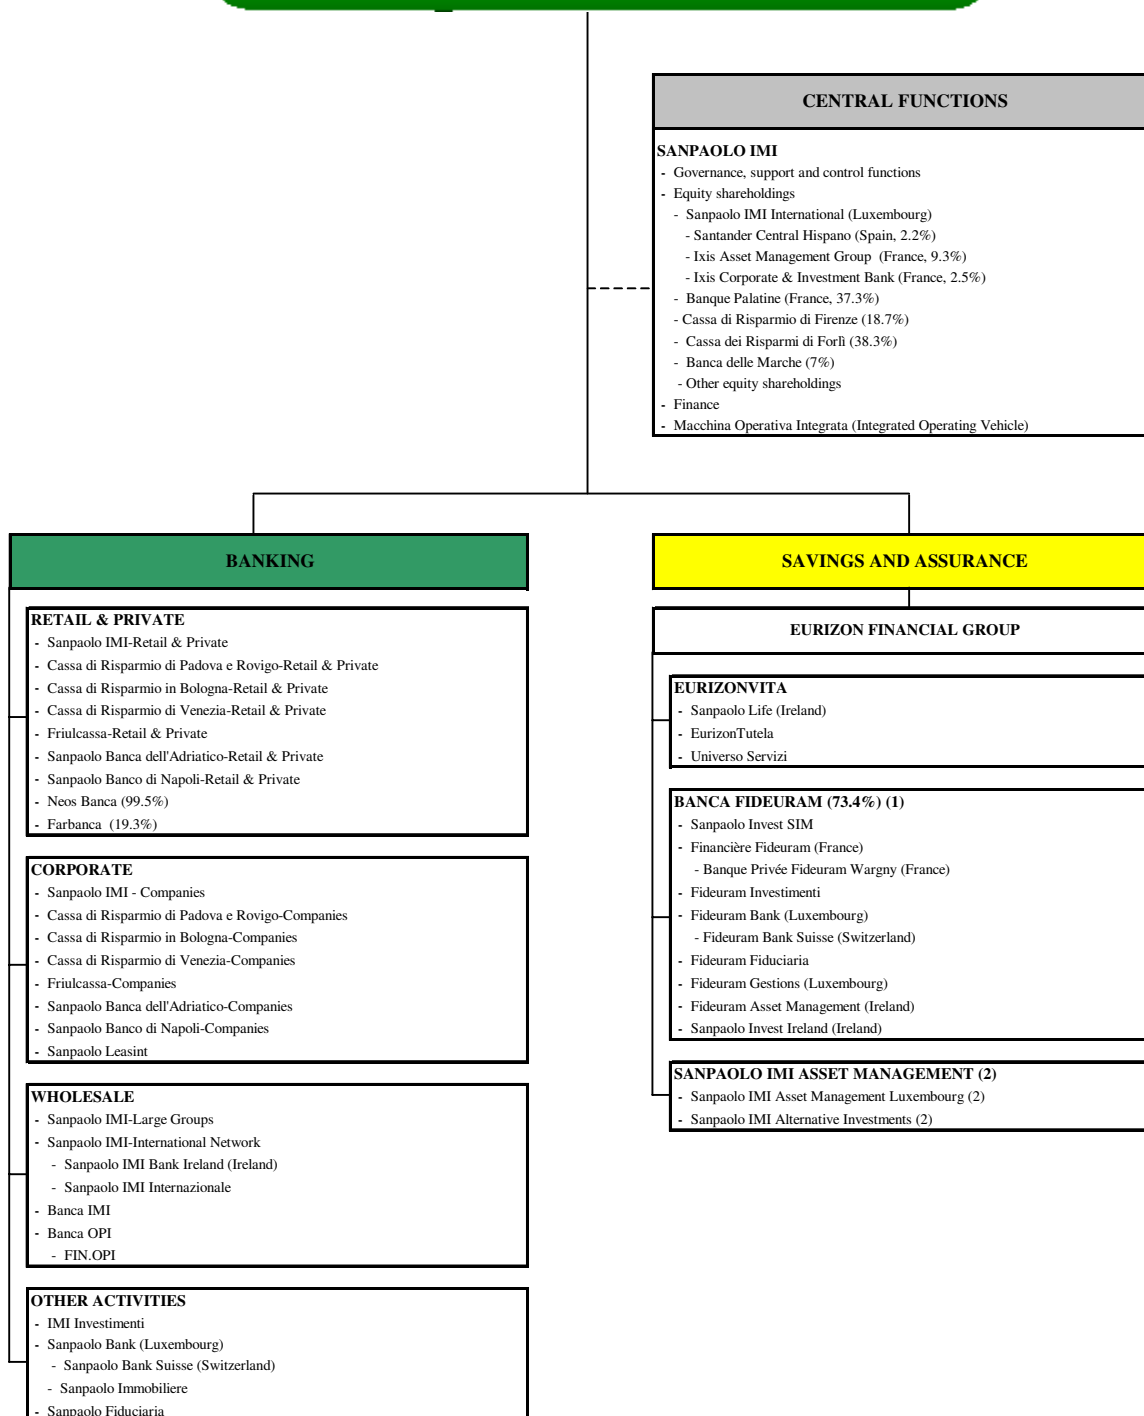 CENTRAL FUNCTIONS
SANPAOLO IMI
- Governance, support and control functions
- Equity shareholdings
- Sanpaolo IMI International (Luxembourg)
- Santander Central Hispano (Spain, 2.2%)
- Ixis Asset Management Group (France, 9.3%)
- Ixis Corporate & Investment Bank (France, 2.5%)
- Banque Palatine (France, 37.3%)
- Cassa di Risparmio di Firenze (18.7%)
- Cassa dei Risparmi di Forlì (38.3%)
- Banca delle Marche (7%)
- Other equity shareholdings
- Finance
- Macchina Operativa Integrata (Integrated Operating Vehicle)
BANKING
RETAIL & PRIVATE
- Sanpaolo IMI-Retail & Private
- Cassa di Risparmio di Padova e Rovigo-Retail & Private
- Cassa di Risparmio in Bologna-Retail & Private
- Cassa di Risparmio di Venezia-Retail & Private
- Friulcassa-Retail & Private
- Sanpaolo Banca dell'Adriatico-Retail & Private
- Sanpaolo Banco di Napoli-Retail & Private
- Neos Banca (99.5%)
- Farbanca (19.3%)
CORPORATE
- Sanpaolo IMI - Companies
- Cassa di Risparmio di Padova e Rovigo-Companies
- Cassa di Risparmio in Bologna-Companies
- Cassa di Risparmio di Venezia-Companies
- Friulcassa-Companies
- Sanpaolo Banca dell'Adriatico-Companies
- Sanpaolo Banco di Napoli-Companies
- Sanpaolo Leasint
WHOLESALE
- Sanpaolo IMI-Large Groups
- Sanpaolo IMI-International Network
- Sanpaolo IMI Bank Ireland (Ireland)
- Sanpaolo IMI Internazionale
- Banca IMI
- Banca OPI
- FIN.OPI
OTHER ACTIVITIES
- IMI Investimenti
- Sanpaolo Bank (Luxembourg)
- Sanpaolo Bank Suisse (Switzerland)
- Sanpaolo Immobiliere
- Sanpaolo Fiduciaria
SAVINGS AND ASSURANCE
EURIZON FINANCIAL GROUP
EURIZONVITA
- Sanpaolo Life (Ireland)
- EurizonTutela
- Universo Servizi
BANCA FIDEURAM (73.4%) (1)
- Sanpaolo Invest SIM
- Financière Fideuram (France)
- Banque Privée Fideuram Wargny (France)
- Fideuram Investimenti
- Fideuram Bank (Luxembourg)
- Fideuram Bank Suisse (Switzerland)
- Fideuram Fiduciaria
- Fideuram Gestions (Luxembourg)
- Fideuram Asset Management (Ireland)
- Sanpaolo Invest Ireland (Ireland)
SANPAOLO IMI ASSET MANAGEMENT (2)
- Sanpaolo IMI Asset Management Luxembourg (2)
- Sanpaolo IMI Alternative Investments (2)